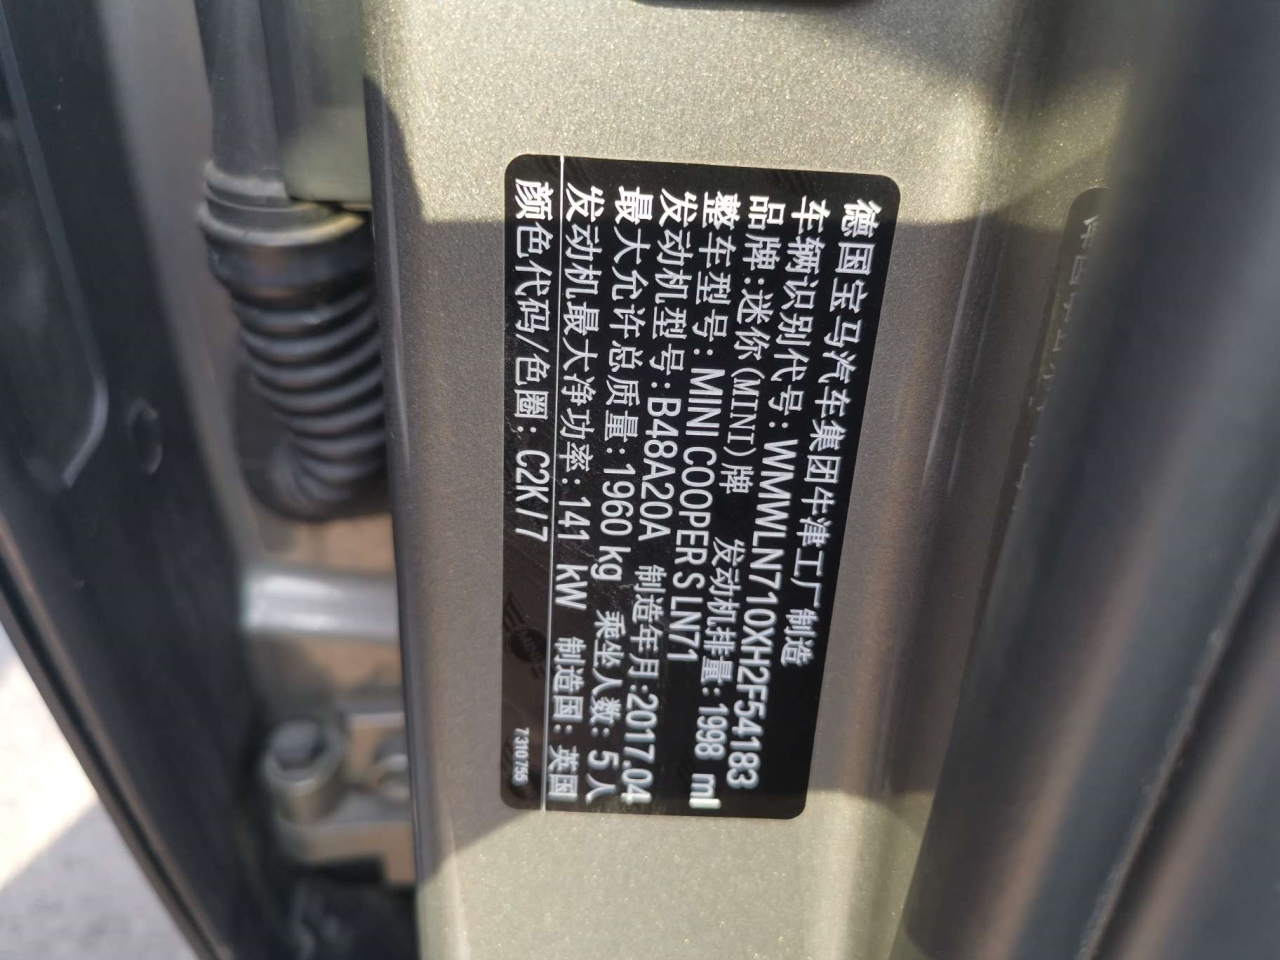 德国宝马汽车集团牛津工厂制造
车辆识别代号:WMWLN710XH2F54183
品牌:迷你(MINI)牌 发动机排量:1998 ml
整车型号:MINI COOPER S LN71
发动机型号:B48A20A 制造年月:2017.04
最大允许总质量:1960 kg 乘坐人数: 5 人
发动机最大净功率: 141 kW 制造国: 英国
颜色代码/色圈: C2K/7 MINI 7310755